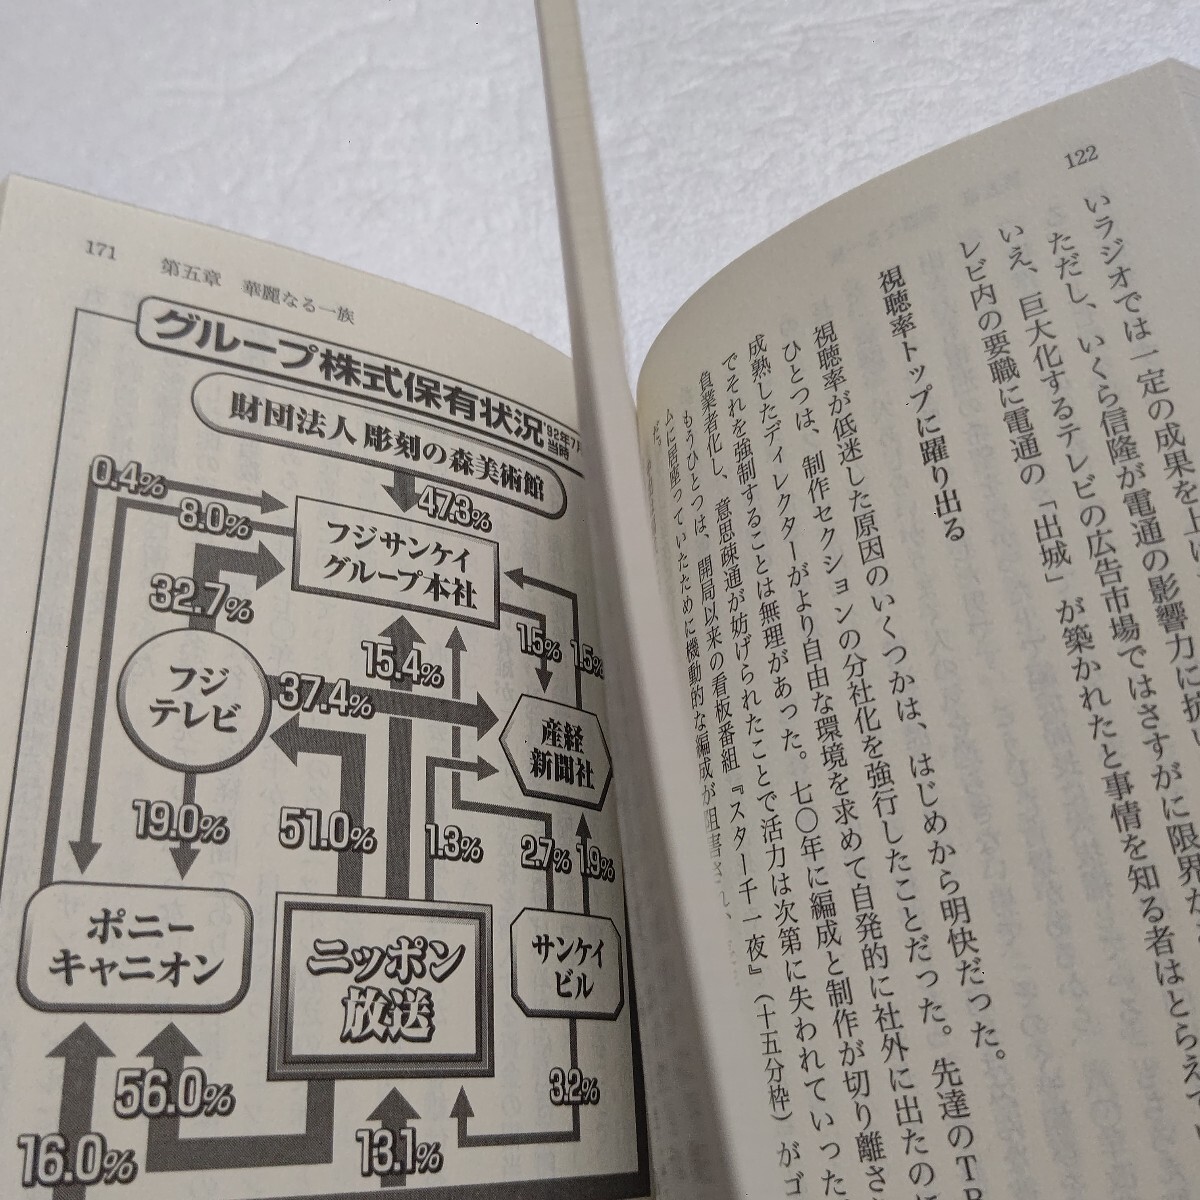 171　第五章　華麗なる一族
グループ株式保有状況 '92年7月当時
財団法人 彫刻の森美術館
47.3%
0.4%
8.0%
フジサンケイ
グループ本社
32.7%
15.4%
1.5%
1.5%
フジ
テレビ
37.4%
産経
新聞社
19.0%
51.0%
1.3%
2.7%
1.9%
ポニー
キャニオン
ニッポン
放送
サンケイ
ビル
56.0%
3.2%
16.0%
13.1%
122
いラジオでは一定の成果を上げ
ただし、いくら信隆が電通の影響力に抗
いえ、巨大化するテレビの広告市場ではさすがに限界が
レビ内の要職に電通の「出城」が築かれたと事情を知る者はとらえて
視聴率トップに躍り出る
視聴率が低迷した原因のいくつかは、はじめから明快だった。
ひとつは、制作セクションの分社化を強行したことだった。先達のTB
成熟したディレクターがより自由な環境を求めて自発的に社外に出たのに
でそれを強制することは無理があった。七〇年に編成と制作が切り離さ
負業者化し、意思疎通が妨げられたことで活力は次第に失われていった
もうひとつは、開局以来の看板番組『スター千一夜』（十五分枠）がゴ
ムに居座っていたために機動的な編成が阻害され、